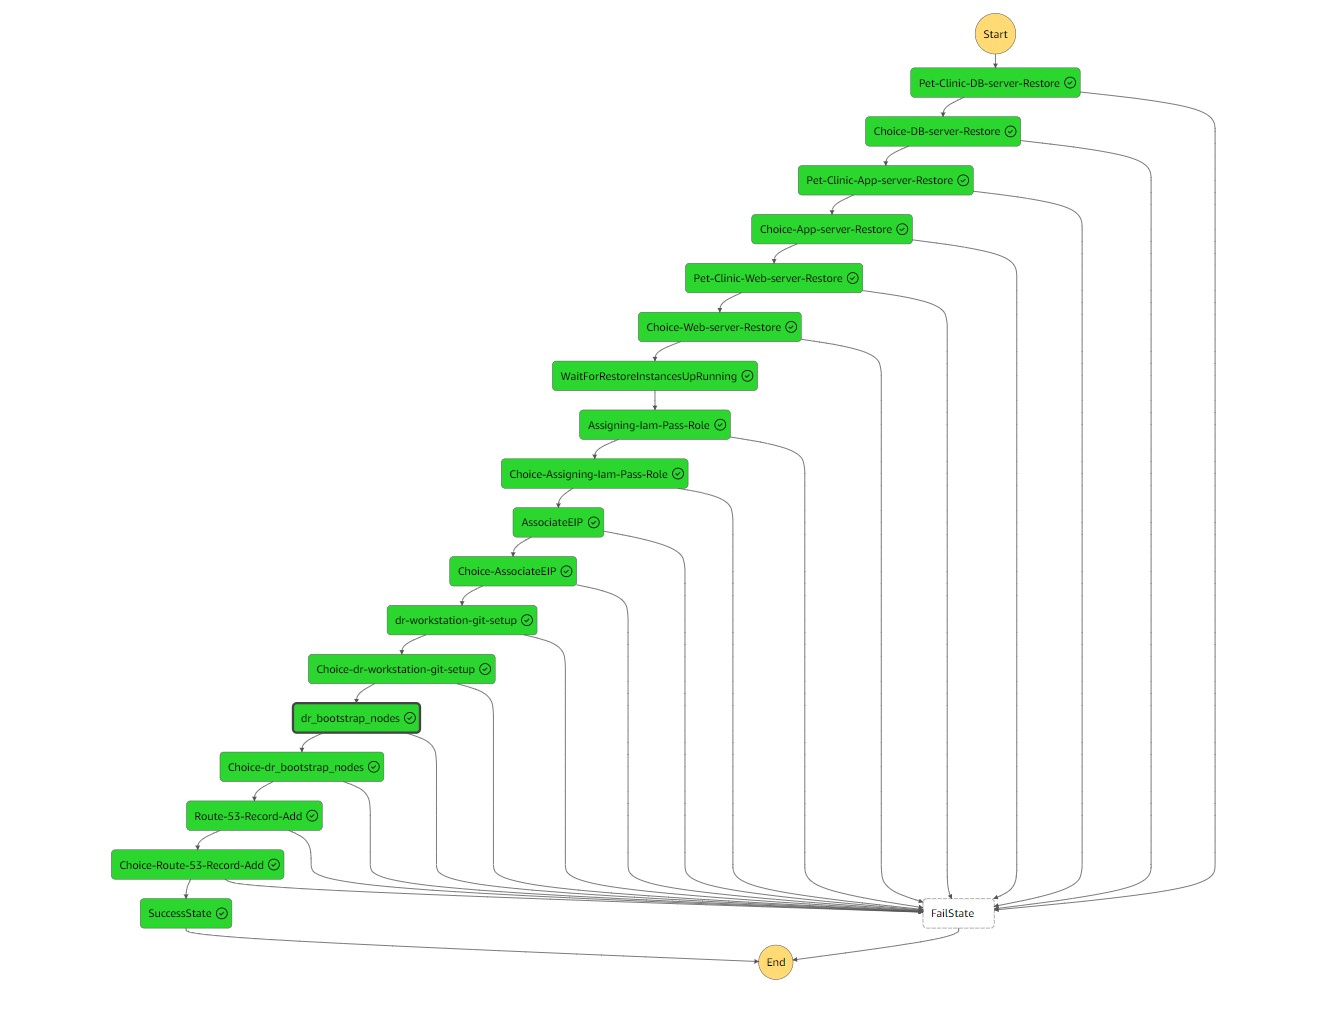 Start
Pet-Clinic-DB-server-Restore
Choice-DB-server-Restore
Pet-Clinic-App-server-Restore
Choice-App-server-Restore
Pet-Clinic-Web-server-Restore
Choice-Web-server-Restore
WaitForRestoreInstancesUpRunning
Assigning-Iam-Pass-Role
Choice-Assigning-Iam-Pass-Role
AssociateEIP
Choice-AssociateEIP
dr-workstation-git-setup
Choice-dr-workstation-git-setup
dr_bootstrap_nodes
Choice-dr_bootstrap_nodes
Route-53-Record-Add
Choice-Route-53-Record-Add
SuccessState
FailState
End